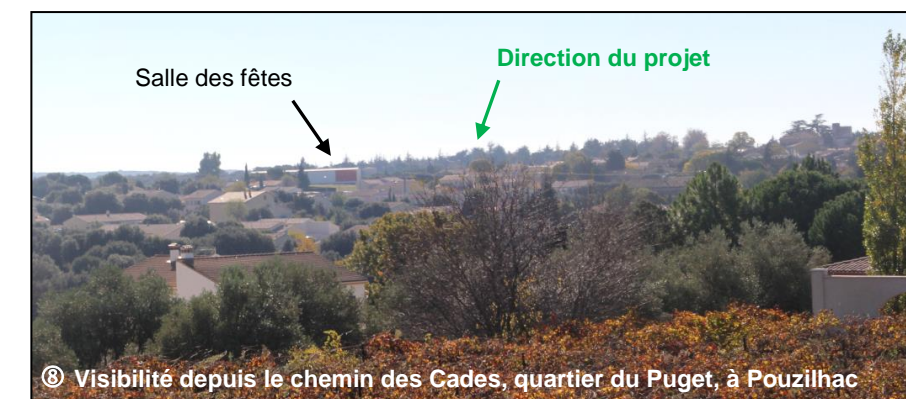 Direction du projet
Salle des fêtes
⑧ Visibilité depuis le chemin des Cades, quartier du Puget, à Pouzilhac